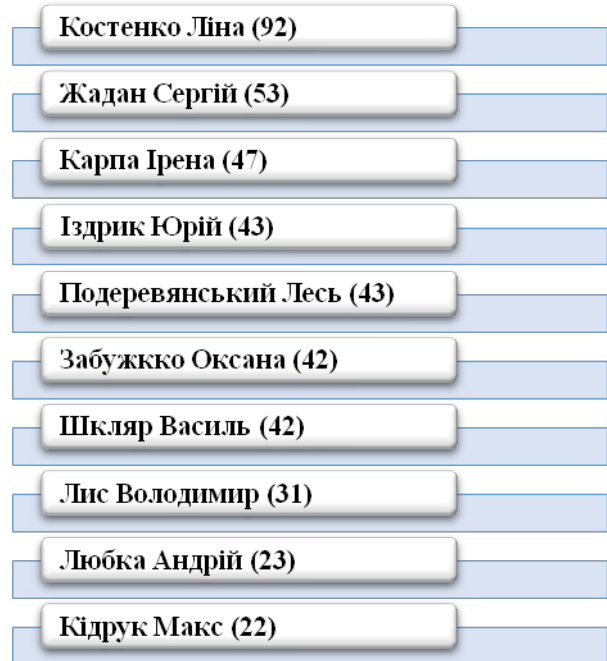 Костенко Ліна (92)
Жадан Сергій (53)
Карпа Ірена (47)
Іздрик Юрій (43)
Подеревянський Лесь (43)
Забужкко Оксана (42)
Шкляр Василь (42)
Лис Володимир (31)
Любка Андрій (23)
Кідрук Макс (22)